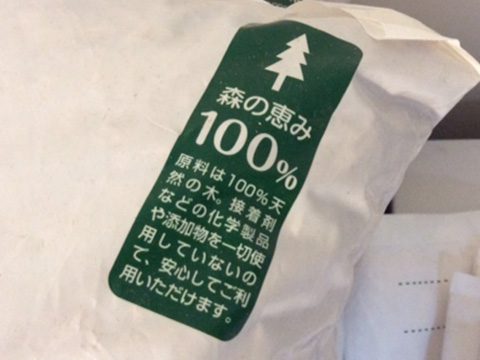 森の恵み
100%
原料は100%天
然の木。接着剤
などの化学製品
や添加物を一切使
用していないの
で、安心してご利
用いただけます。